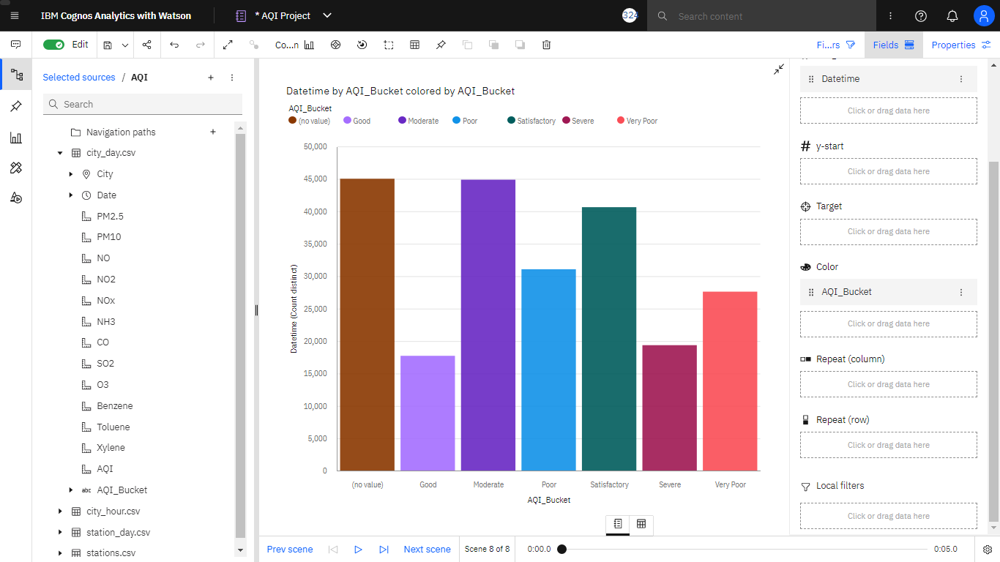 IBM Cognos Analytics with Watson
* AQI Project
324
Search content
Edit
Co...n
Fi...rs
Fields
Properties
Selected sources / AQI
Search
Navigation paths
city_day.csv
City
Date
PM2.5
PM10
NO
NO2
NOx
NH3
CO
SO2
O3
Benzene
Toluene
Xylene
AQI
abc AQI_Bucket
city_hour.csv
station_day.csv
stations.csv
Datetime by AQI_Bucket colored by AQI_Bucket
AQI_Bucket
(no value) Good Moderate Poor Satisfactory Severe Very Poor
50,000
45,000
40,000
35,000
30,000
25,000
20,000
15,000
10,000
5,000
0
Datetime (Count distinct)
(no value) Good Moderate Poor Satisfactory Severe Very Poor
AQI_Bucket
Datetime
Click or drag data here
y-start
Click or drag data here
Target
Click or drag data here
Color
AQI_Bucket
Click or drag data here
Repeat (column)
Click or drag data here
Repeat (row)
Click or drag data here
Local filters
Click or drag data here
Prev scene
Next scene
Scene 8 of 8
0:00.0
0:05.0